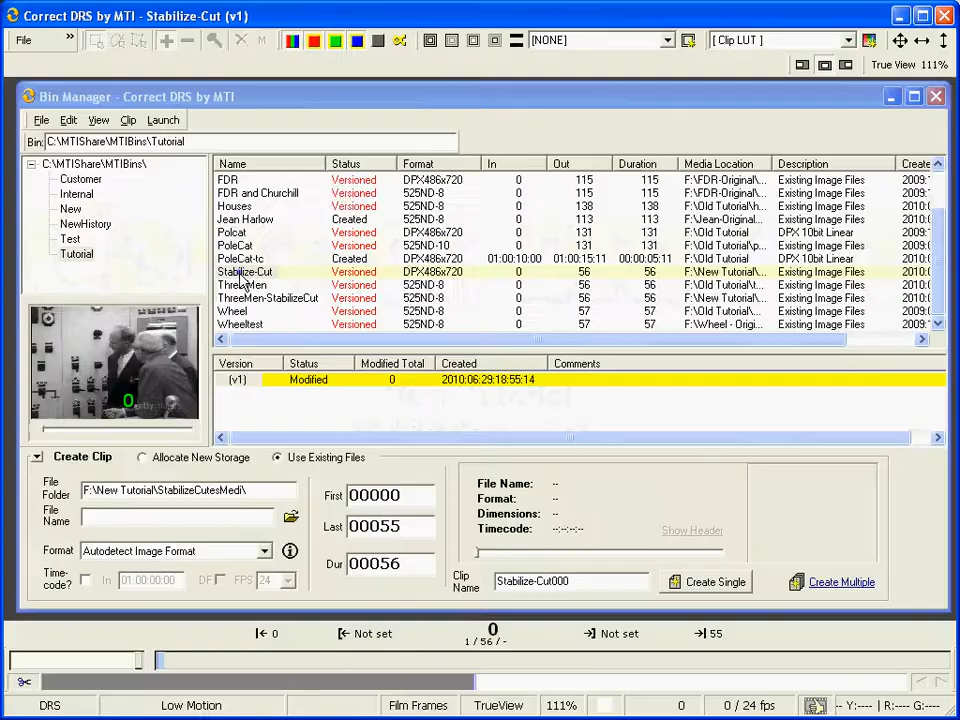 Correct DRS by MTI - Stabilize-Cut (v1)
File » M [NONE] [ Clip LUT ]
True View 111%
Bin Manager - Correct DRS by MTI
File Edit View Clip Launch
Bin: C:\MTIShare\MTIBins\Tutorial
C:\MTIShare\MTIBins\
Customer
Internal
New
NewHistory
Test
Tutorial
Name Status Format In Out Duration Media Location Description Create
FDR Versioned DPX486x720 0 115 115 F:\FDR-Original\... Existing Image Files 2009:
FDR and Churchill Versioned 525ND-8 0 115 115 F:\FDR-Original\... Existing Image Files 2009:
Houses Versioned 525ND-8 0 138 138 F:\Old Tutorial\h... Existing Image Files 2009:
Jean Harlow Created 525ND-8 0 113 113 F:\Jean-Original... Existing Image Files 2010:0
Polcat Versioned DPX486x720 0 131 131 F:\Old Tutorial DPX 10bit Linear 2009:
PoleCat Versioned 525ND-10 0 131 131 F:\Old Tutorial\p... Existing Image Files 2010:0
PoleCat-tc Created DPX486x720 01:00:10:00 01:00:15:11 00:00:05:11 F:\Old Tutorial DPX 10bit Linear 2009:
Stabilize-Cut Versioned DPX486x720 0 56 56 F:\New Tutorial\... Existing Image Files 2010:0
ThreeMen Versioned 525ND-8 0 56 56 F:\Old Tutorial\... Existing Image Files 2010:0
ThreeMen-StabilizeCut Versioned 525ND-8 0 56 56 F:\New Tutorial\... Existing Image Files 2010:0
Wheel Versioned 525ND-8 0 57 57 F:\Old Tutorial\... Existing Image Files 2010:0
Wheeltest Versioned 525ND-8 0 57 57 F:\Wheel - Origi... Existing Image Files 2009:
0
gettyimages
Version Status Modified Total Created Comments
(v1) Modified 0 2010:06:29:18:55:14
Create Clip Allocate New Storage Use Existing Files
File Folder F:\New Tutorial\StabilizeCutesMedi\
File Name
Format Autodetect Image Format
Time-code? In 01:00:00:00 DF FPS 24
First 00000
Last 00055
Dur 00056
File Name: --
Format: --
Dimensions: --
Timecode: --:--:--
Show Header
Clip Name Stabilize-Cut000 Create Single Create Multiple
0 Not set 0 Not set 55
1 / 56 / -
DRS Low Motion Film Frames TrueView 111% 0 0 / 24 fps -- Y:---- R:---- G:----